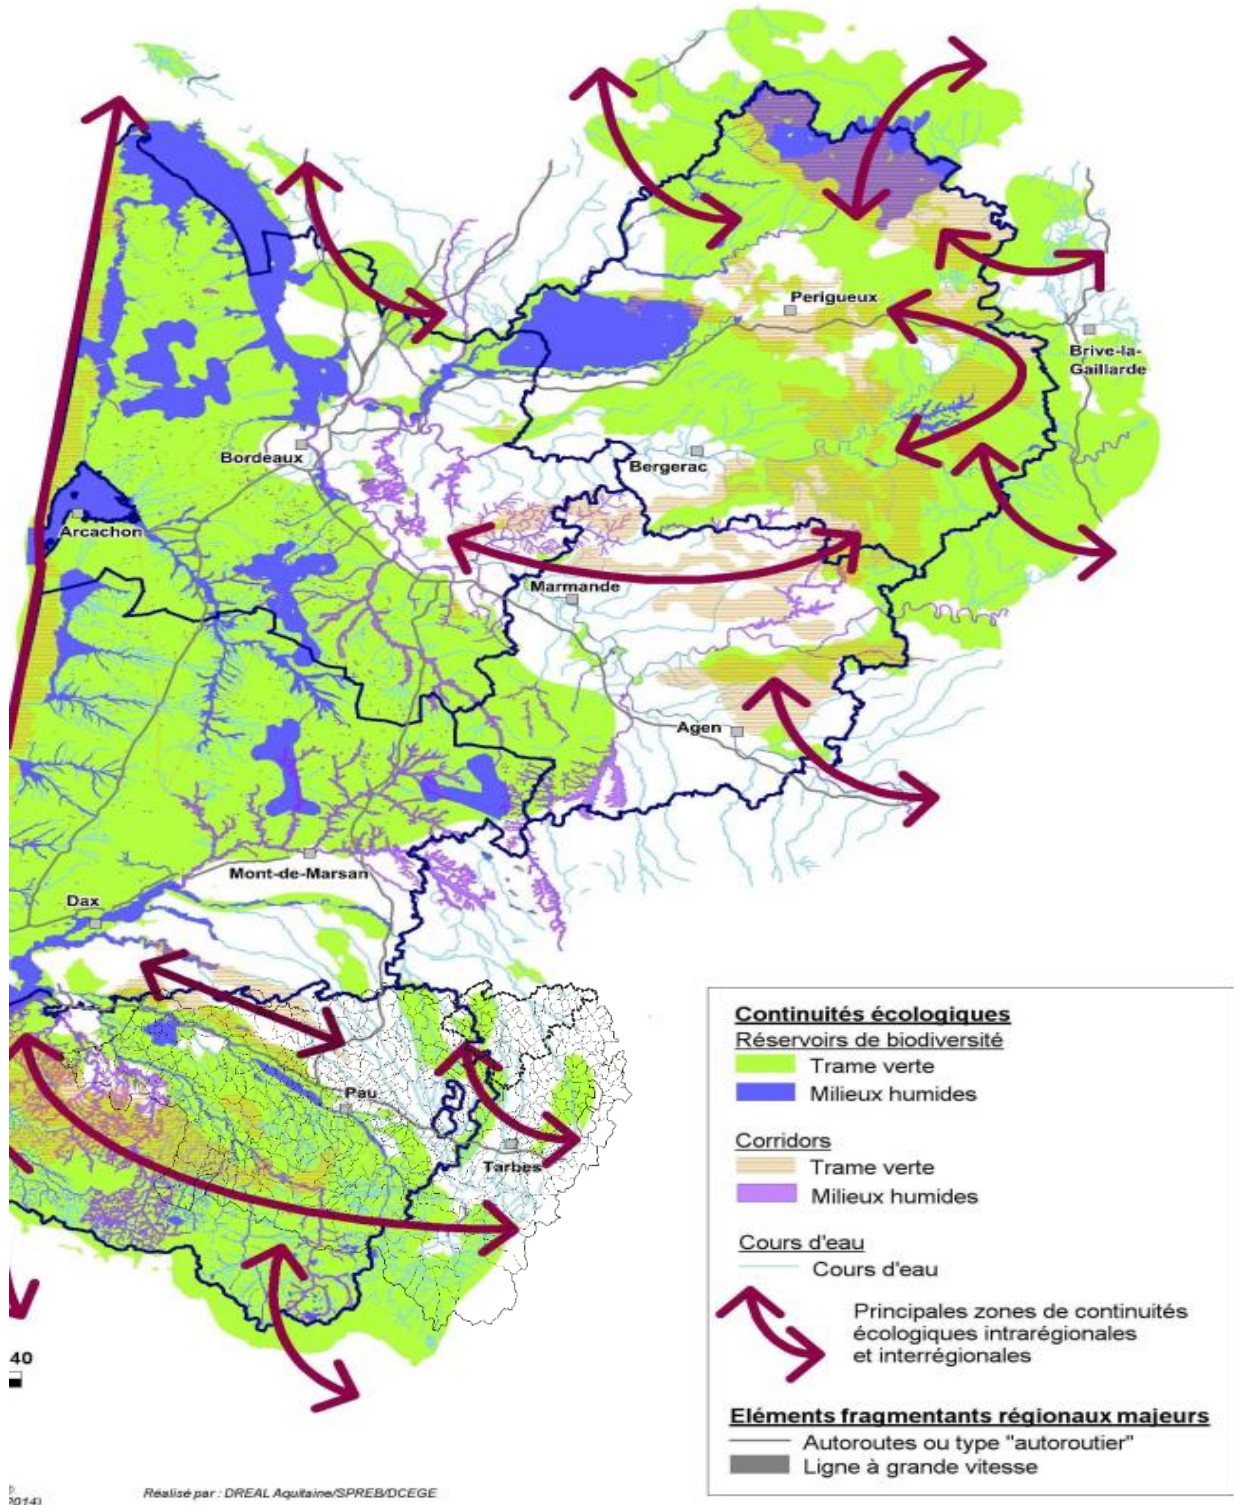 Perigueux
Brive-la-
Gaillarde
Bordeaux
Bergerac
Arcachon
Marmande
Agen
Mont-de-Marsan
Dax
Pau
Tarbes
Continuités écologiques
Réservoirs de biodiversité
Trame verte
Milieux humides
Corridors
Trame verte
Milieux humides
Cours d'eau
Cours d'eau
Principales zones de continuités
écologiques intrarégionales
et interrégionales
Eléments fragmentants régionaux majeurs
Autoroutes ou type "autoroutier"
Ligne à grande vitesse
40
Réalisé par : DREAL Aquitaine/SPREB/DCEGE
2014)